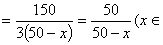 = 150 / 3(50 − x) = 50 / 50 − x (x ∈